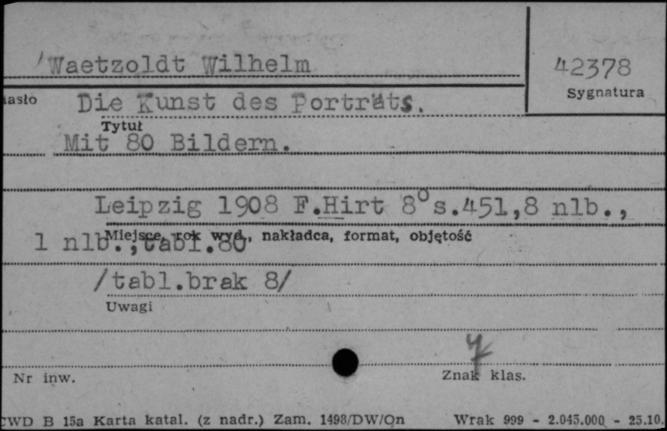 Waetzoldt Wilhelm
42378
Sygnatura
hasło Die Kunst des Porträts.
Tytuł
Mit 80 Bildern.
Leipzig 1908 F.Hirt 8° s.451,8 nlb.,
Miejsce, rok wyd., nakładca, format, objętość
1 nlb.,tabl.80
/tabl.brak 8/
Uwagi
7
Nr inw.
Znak klas.
CWD B 15a Karta katal. (z nadr.) Zam. 1498/DW/Qn Wrak 999 - 2.045.000 - 25.10.